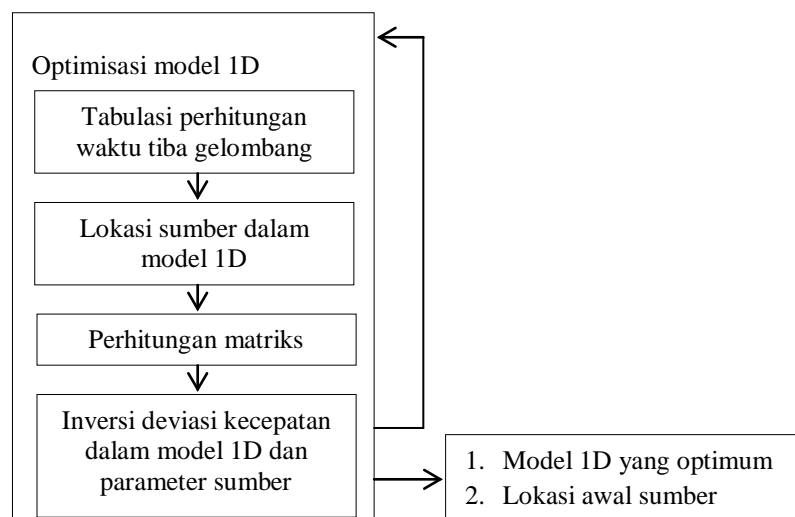 Optimisasi model 1D
Tabulasi perhitungan
waktu tiba gelombang
Lokasi sumber dalam
model 1D
Perhitungan matriks
Inversi deviasi kecepatan
dalam model 1D dan
parameter sumber
1. Model 1D yang optimum
2. Lokasi awal sumber